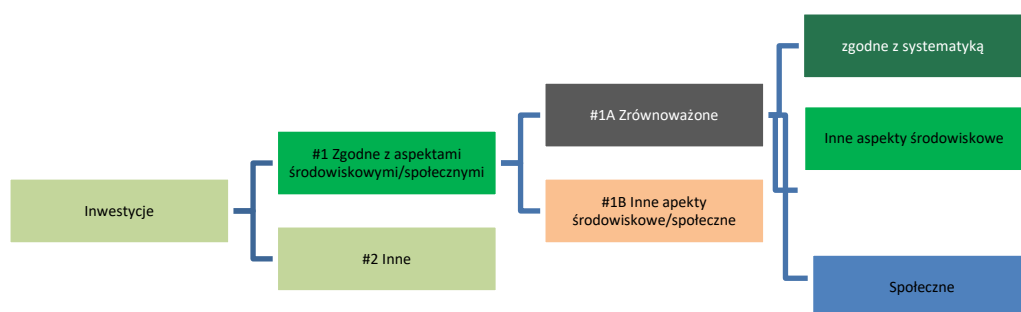 Inwestycje
#1 Zgodne z aspektami
środowiskowymi/społecznymi
#2 Inne
#1A Zrównoważone
#1B Inne apekty
środowiskowe/społeczne
zgodne z systematyką
Inne aspekty środowiskowe
Społeczne